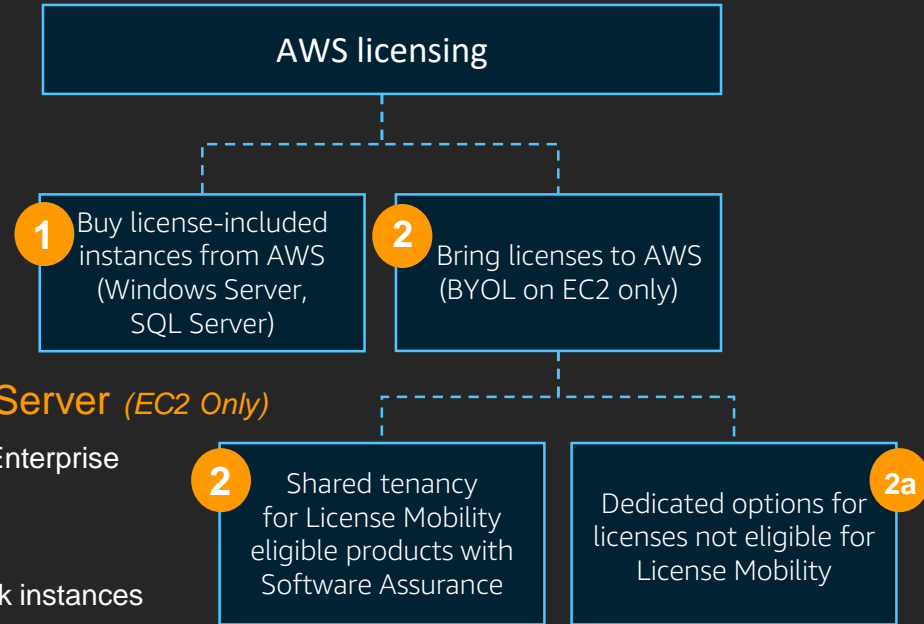 AWS licensing
1
Buy license-included
instances from AWS
(Windows Server,
SQL Server)
2
Bring licenses to AWS
(BYOL on EC2 only)
Server (EC2 Only)
Enterprise
k instances
2
Shared tenancy
for License Mobility
eligible products with
Software Assurance
Dedicated options for
licenses not eligible for
License Mobility
2a